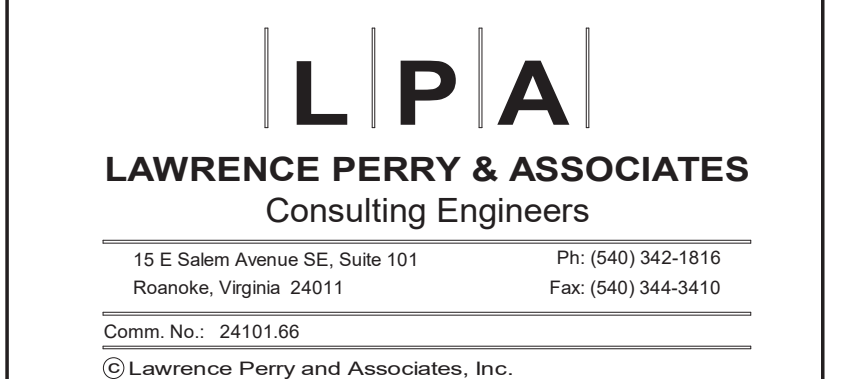 L P A
LAWRENCE PERRY & ASSOCIATES
Consulting Engineers
15 E Salem Avenue SE, Suite 101 Ph: (540) 342-1816
Roanoke, Virginia 24011 Fax: (540) 344-3410
Comm. No.: 24101.66
© Lawrence Perry and Associates, Inc.